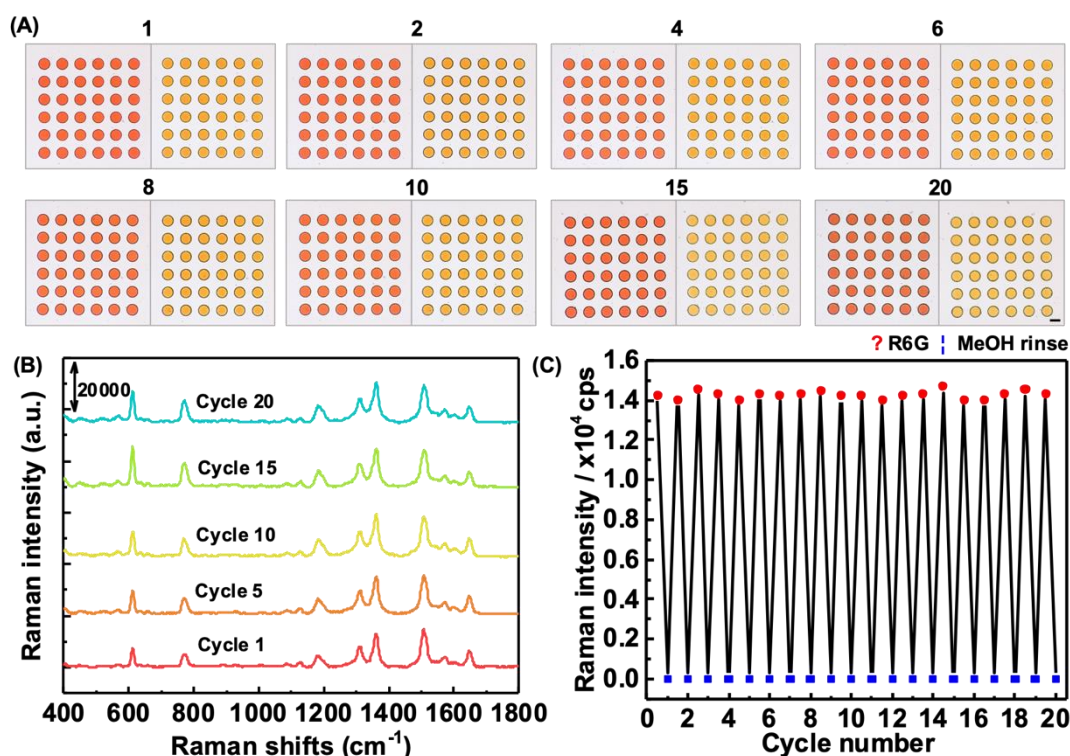 (A)
1 2 4 6
8 10 15 20
? R6G ¦ MeOH rinse
(B)
20000
Cycle 20
Cycle 15
Cycle 10
Cycle 5
Cycle 1
Raman intensity (a.u.)
400 600 800 1000 1200 1400 1600 1800
Raman shifts (cm⁻¹)
(C)
1.6
1.4
1.2
1.0
0.8
0.6
0.4
0.2
0.0
Raman intensity / x10⁴ cps
0 2 4 6 8 10 12 14 16 18 20
Cycle number